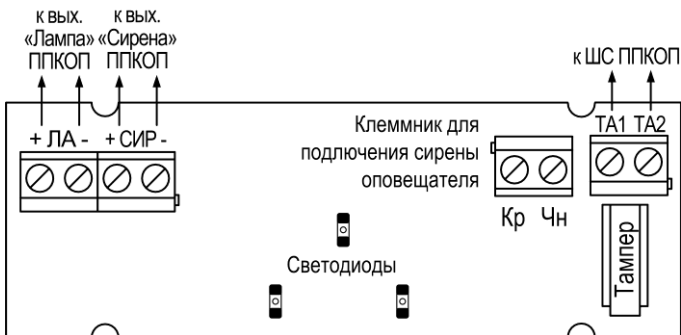 к вых. к вых.
«Лампа» «Сирена»
ППКОП ППКОП
к ШС ППКОП
+ ЛА - + СИР -
Клеммник для
подлючения сирены
оповещателя
ТА1 ТА2
Кр Чн
Тампер
Светодиоды